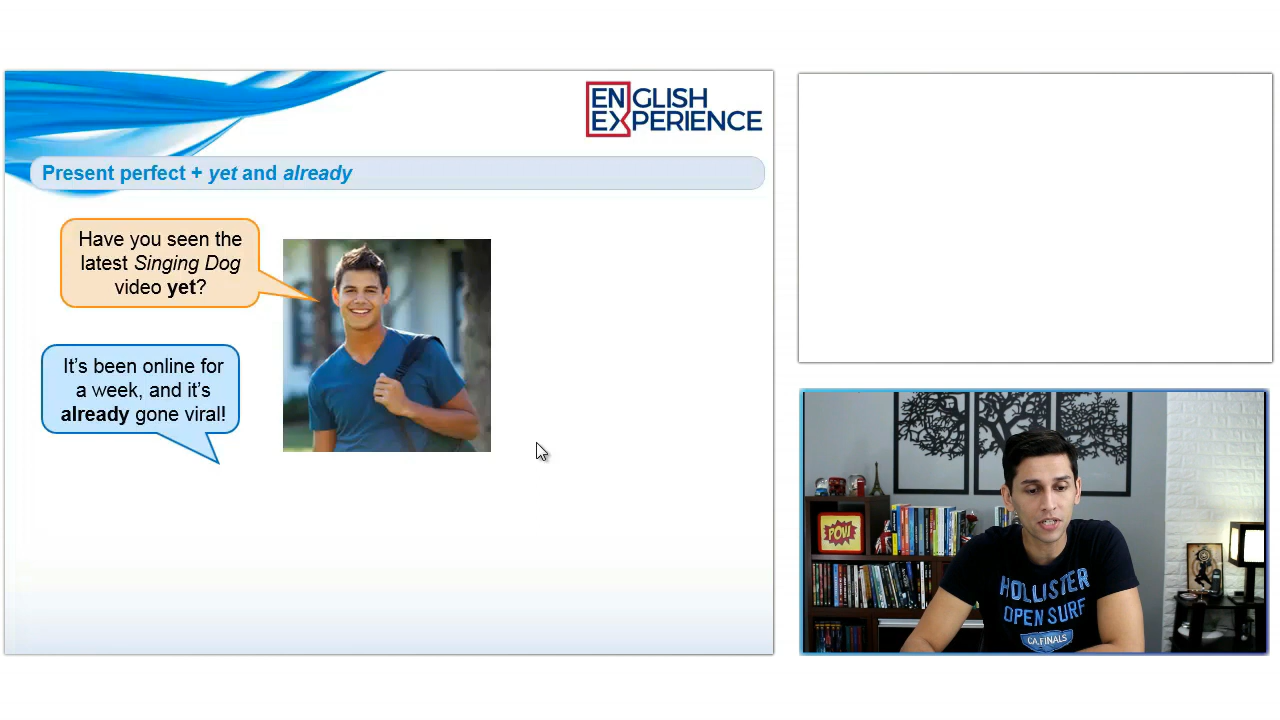 ENGLISH
EXPERIENCE
Present perfect + yet and already
Have you seen the
latest Singing Dog
video yet?
It's been online for
a week, and it's
already gone viral!
POW!
HOLLISTER
OPEN SURF
CA.FINALS